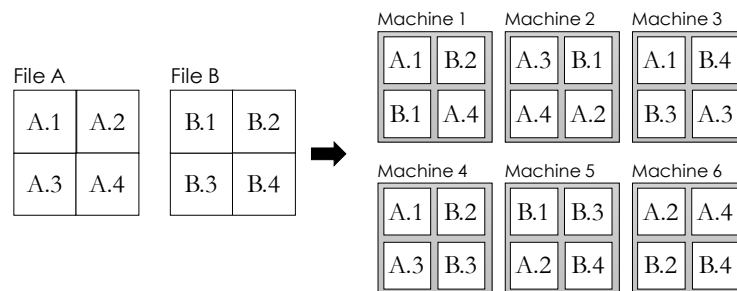 File A
A.1 A.2
A.3 A.4
File B
B.1 B.2
B.3 B.4
Machine 1
A.1 B.2
B.1 A.4
Machine 2
A.3 B.1
A.4 A.2
Machine 3
A.1 B.4
B.3 A.3
Machine 4
A.1 B.2
A.3 B.3
Machine 5
B.1 B.3
A.2 B.4
Machine 6
A.2 A.4
B.2 B.4